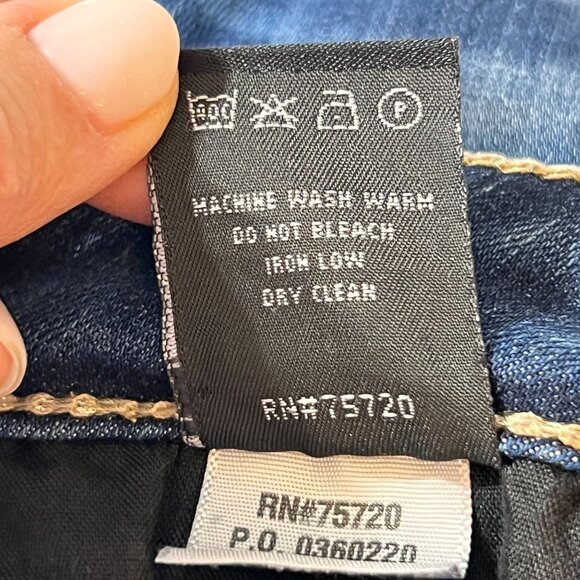 P
MACHINE WASH WARM
DO NOT BLEACH
IRON LOW
DRY CLEAN
RN#75720
RN#75720
P.O. 0360220